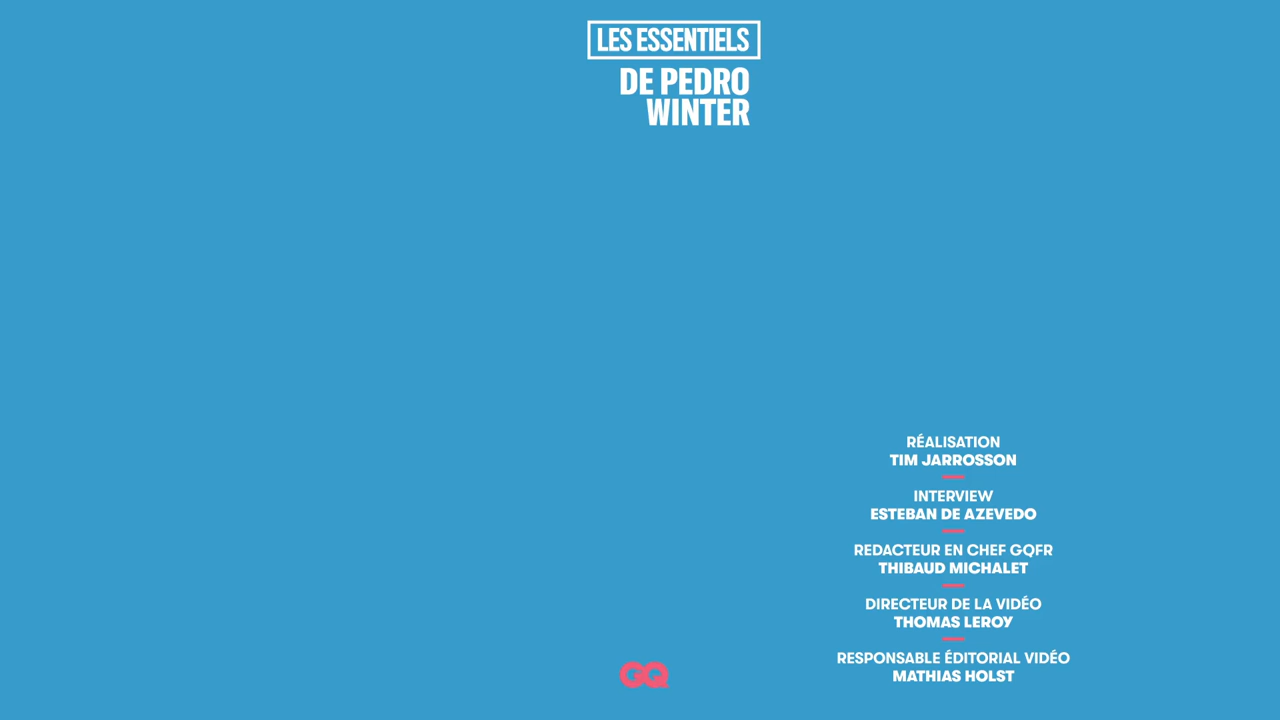 LES ESSENTIELS
DE PEDRO
WINTER
RÉALISATION
TIM JARROSSON
INTERVIEW
ESTEBAN DE AZEVEDO
REDACTEUR EN CHEF GQFR
THIBAUD MICHALET
DIRECTEUR DE LA VIDÉO
THOMAS LEROY
RESPONSABLE ÉDITORIAL VIDÉO
MATHIAS HOLST
GQ